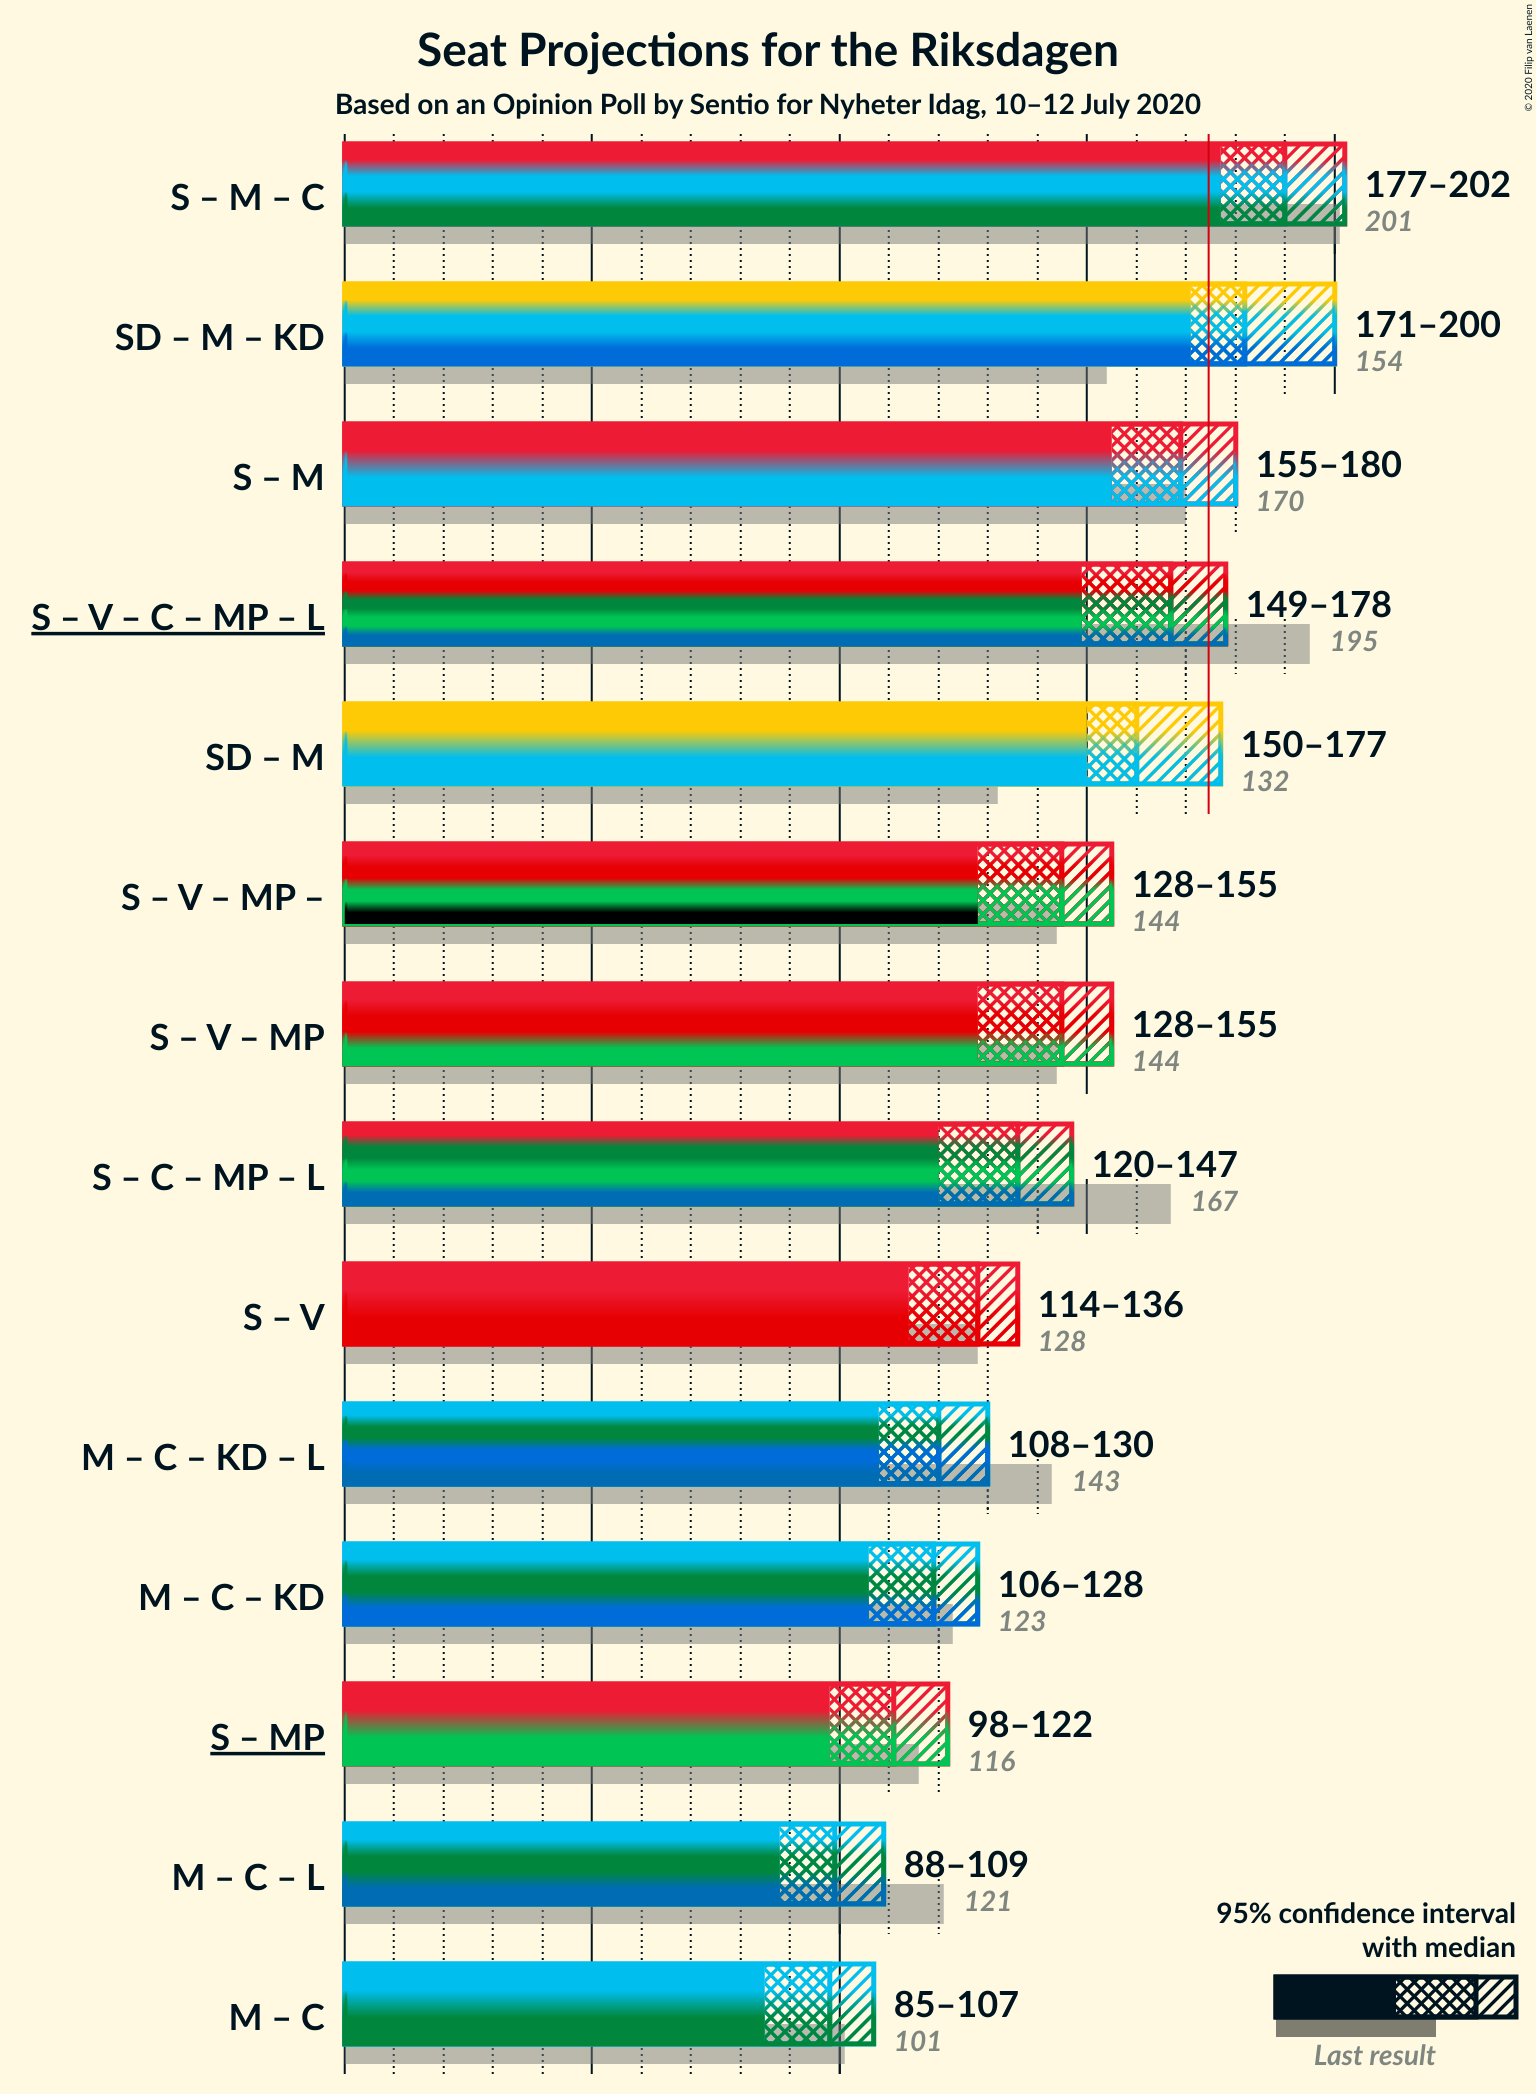 Seat Projections for the Riksdagen
Based on an Opinion Poll by Sentio for Nyheter Idag, 10–12 July 2020
© 2020 Filip van Laenen
S – M – C
177–202
201
SD – M – KD
171–200
154
S – M
155–180
170
S – V – C – MP – L
149–178
195
SD – M
150–177
132
S – V – MP –
128–155
144
S – V – MP
128–155
144
S – C – MP – L
120–147
167
S – V
114–136
128
M – C – KD – L
108–130
143
M – C – KD
106–128
123
S – MP
98–122
116
M – C – L
88–109
121
M – C
85–107
101
95% confidence interval
with median
Last result